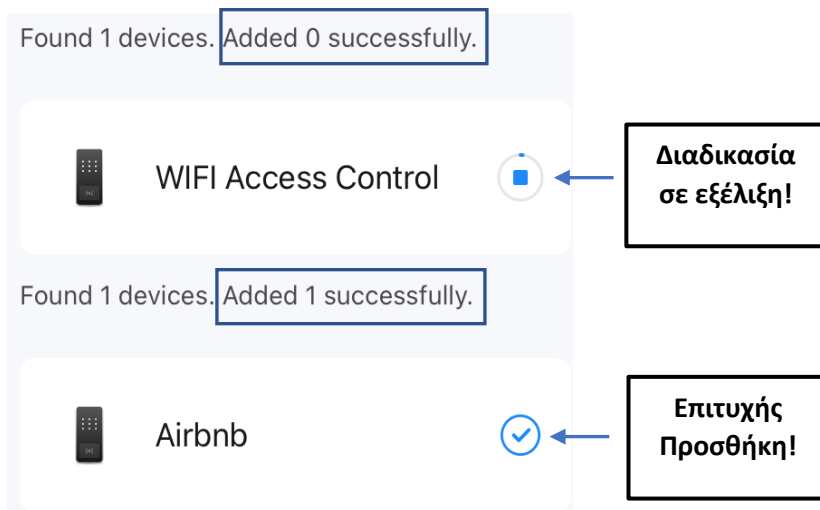 Found 1 devices. Added 0 successfully.
WIFI Access Control
Διαδικασία
σε εξέλιξη!
Found 1 devices. Added 1 successfully.
Airbnb
Επιτυχής
Προσθήκη!